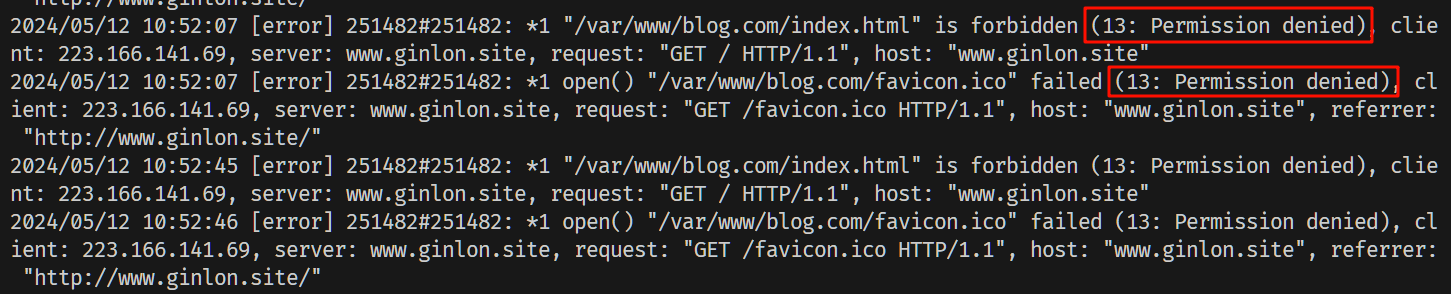 "http://www.ginlon.site/"
2024/05/12 10:52:07 [error] 251482#251482: *1 "/var/www/blog.com/index.html" is forbidden (13: Permission denied), clie
nt: 223.166.141.69, server: www.ginlon.site, request: "GET / HTTP/1.1", host: "www.ginlon.site"
2024/05/12 10:52:07 [error] 251482#251482: *1 open() "/var/www/blog.com/favicon.ico" failed (13: Permission denied), cl
ient: 223.166.141.69, server: www.ginlon.site, request: "GET /favicon.ico HTTP/1.1", host: "www.ginlon.site", referrer:
"http://www.ginlon.site/"
2024/05/12 10:52:45 [error] 251482#251482: *1 "/var/www/blog.com/index.html" is forbidden (13: Permission denied), clie
nt: 223.166.141.69, server: www.ginlon.site, request: "GET / HTTP/1.1", host: "www.ginlon.site"
2024/05/12 10:52:46 [error] 251482#251482: *1 open() "/var/www/blog.com/favicon.ico" failed (13: Permission denied), cl
ient: 223.166.141.69, server: www.ginlon.site, request: "GET /favicon.ico HTTP/1.1", host: "www.ginlon.site", referrer:
"http://www.ginlon.site/"